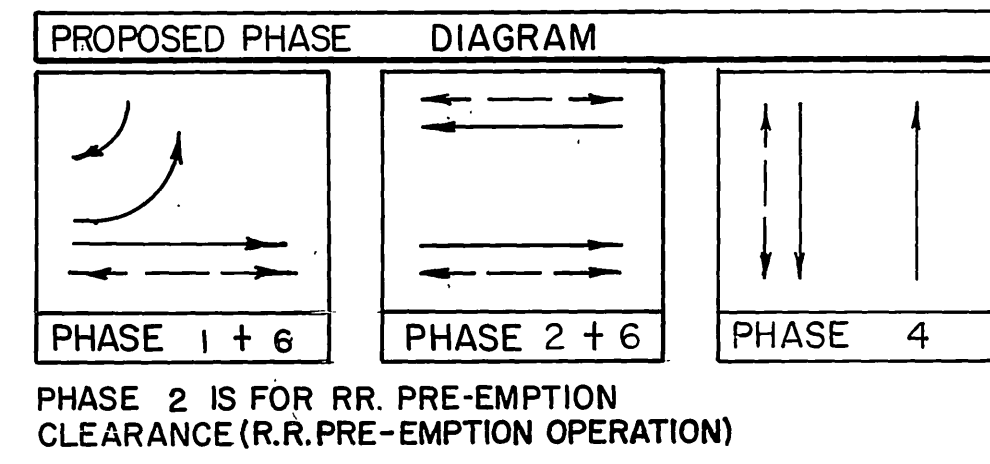 PROPOSED PHASE DIAGRAM
PHASE 1 + 6
PHASE 2 + 6
PHASE 4
PHASE 2 IS FOR RR. PRE-EMPTION
CLEARANCE (R.R. PRE-EMPTION OPERATION)